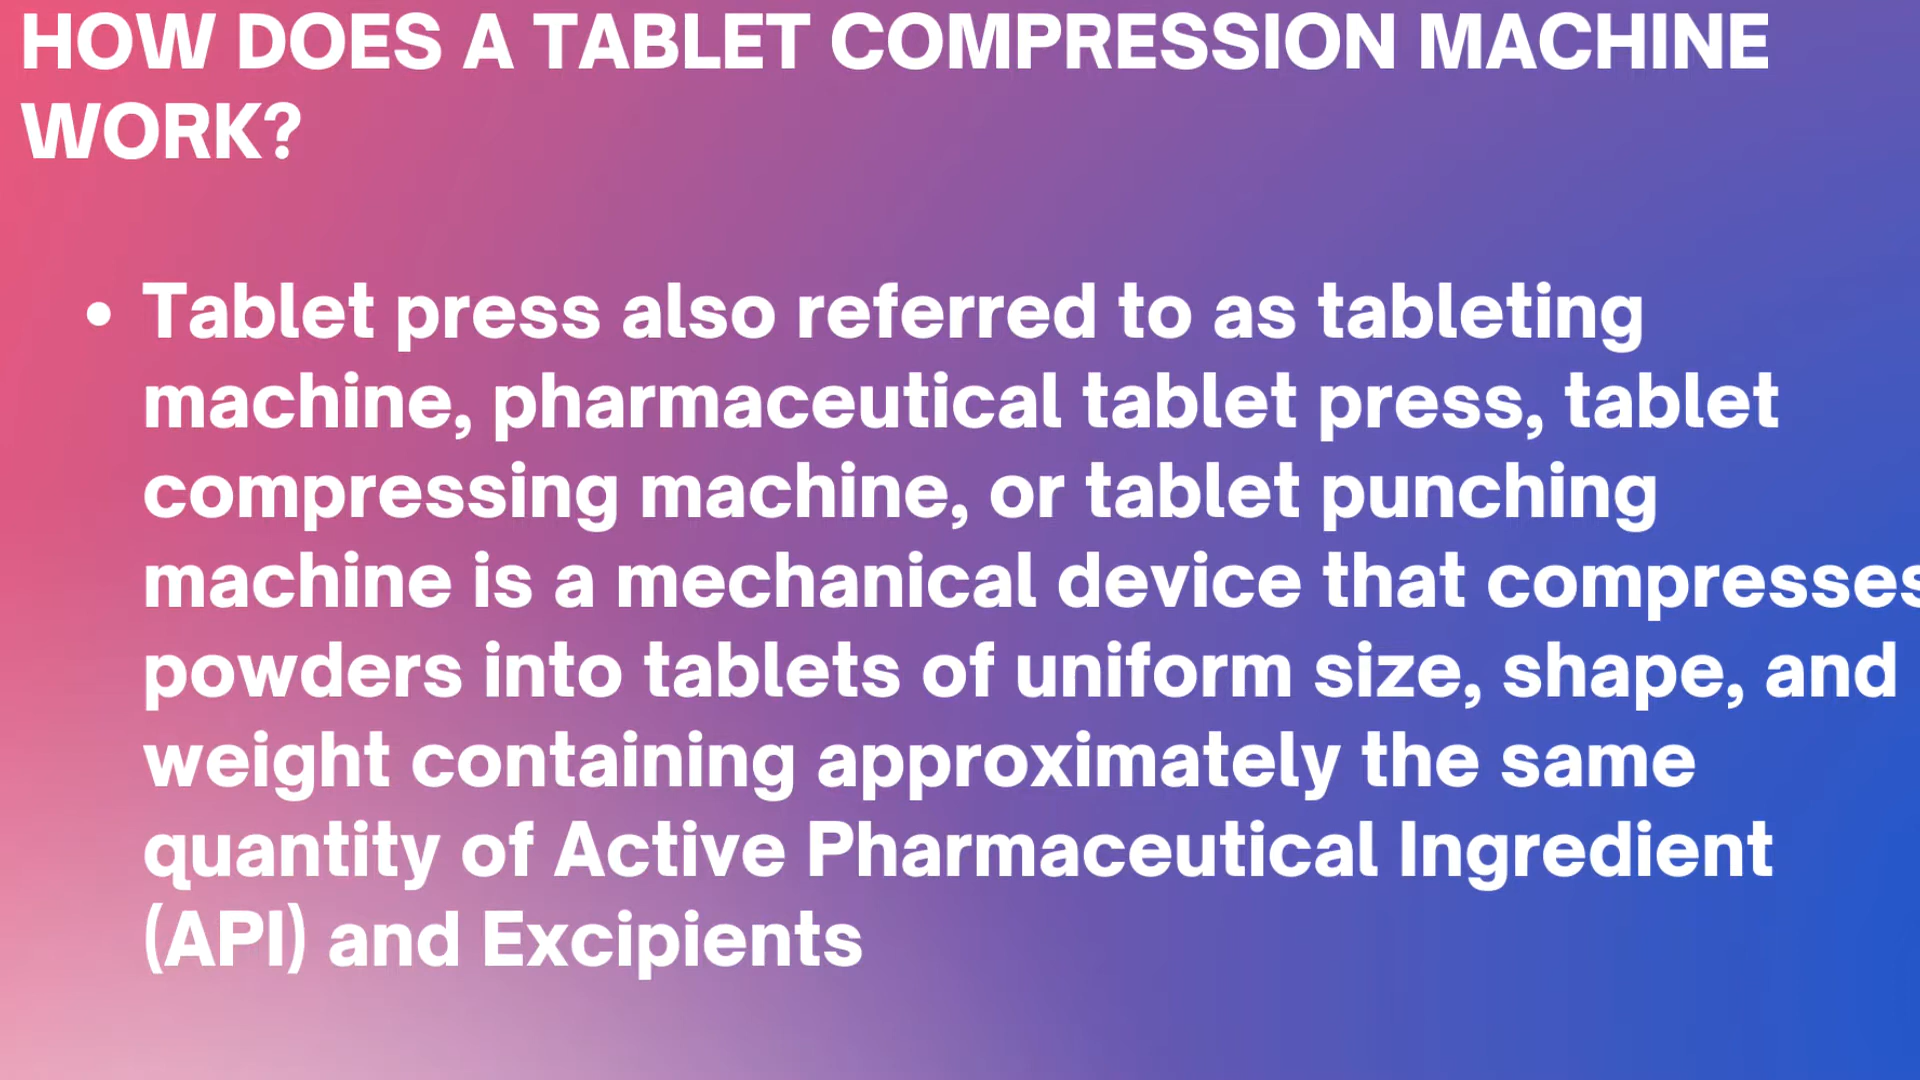 HOW DOES A TABLET COMPRESSION MACHINE
WORK?
• Tablet press also referred to as tableting
machine, pharmaceutical tablet press, tablet
compressing machine, or tablet punching
machine is a mechanical device that compresses
powders into tablets of uniform size, shape, and
weight containing approximately the same
quantity of Active Pharmaceutical Ingredient
(API) and Excipients